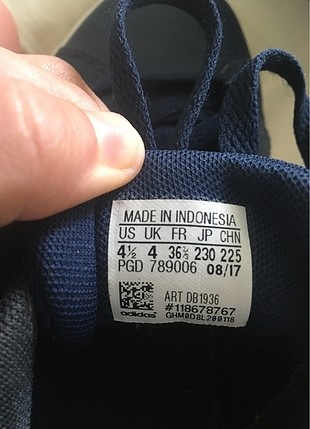 MADE IN INDONESIA
US UK FR JP CHN
4½ 4 36⅔ 230 225
PGD 789006 08/17
ART DB1936
#118678767
adidas GHM0D8L200118